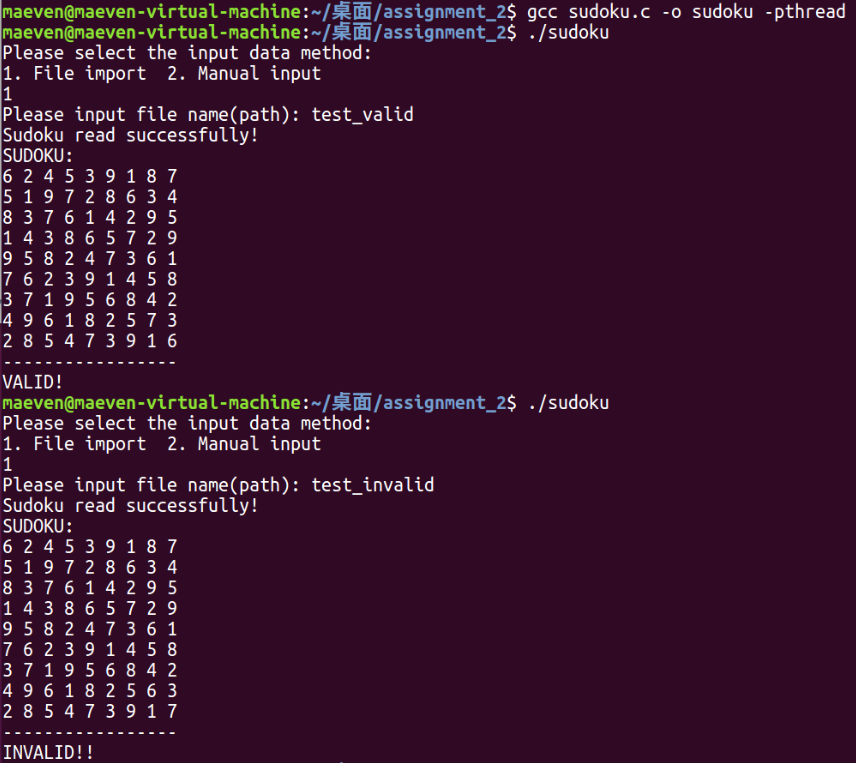 maeven@maeven-virtual-machine:~/桌面/assignment_2$ gcc sudoku.c -o sudoku -pthread
maeven@maeven-virtual-machine:~/桌面/assignment_2$ ./sudoku
Please select the input data method:
1. File import  2. Manual input
1
Please input file name(path): test_valid
Sudoku read successfully!
SUDOKU:
6 2 4 5 3 9 1 8 7
5 1 9 7 2 8 6 3 4
8 3 7 6 1 4 2 9 5
1 4 3 8 6 5 7 2 9
9 5 8 2 4 7 3 6 1
7 6 2 3 9 1 4 5 8
3 7 1 9 5 6 8 4 2
4 9 6 1 8 2 5 7 3
2 8 5 4 7 3 9 1 6
-----------------
VALID!
maeven@maeven-virtual-machine:~/桌面/assignment_2$ ./sudoku
Please select the input data method:
1. File import  2. Manual input
1
Please input file name(path): test_invalid
Sudoku read successfully!
SUDOKU:
6 2 4 5 3 9 1 8 7
5 1 9 7 2 8 6 3 4
8 3 7 6 1 4 2 9 5
1 4 3 8 6 5 7 2 9
9 5 8 2 4 7 3 6 1
7 6 2 3 9 1 4 5 8
3 7 1 9 5 6 8 4 2
4 9 6 1 8 2 5 6 3
2 8 5 4 7 3 9 1 7
-----------------
INVALID!!